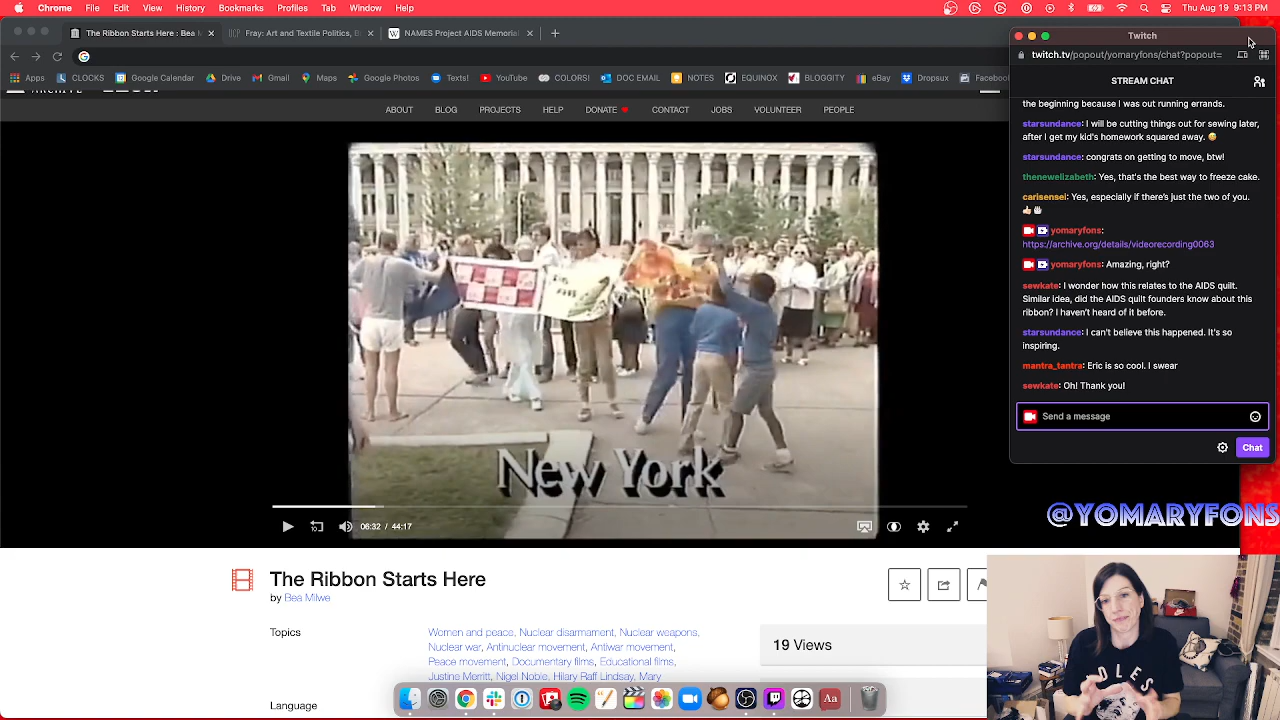 Chrome File Edit View History Bookmarks Profiles Tab Window Help
Aug 19 9:13 PM
The Ribbon Starts Here : Bea M
Fray: Art and Textile Politics, B
NAMES Project AIDS Memorial
Twitch
twitch.tv/popout/yomaryfons/chat?popout=
Apps CLOCKS Google Calendar Drive Gmail Maps Google Photos Texts! YouTube COLORS! DOC EMAIL NOTES EQUINOX BLOGGITY eBay Dropsux Faceboo
STREAM CHAT
ABOUT BLOG PROJECTS HELP DONATE CONTACT JOBS VOLUNTEER PEOPLE
the beginning because I was out running errands.
starsundance: I will be cutting things out for sewing later,
after I get my kid's homework squared away.
starsundance: congrats on getting to move, btw!
thenewelizabeth: Yes, that's the best way to freeze cake.
carisensei: Yes, especially if there's just the two of you.
yomaryfons:
https://archive.org/details/videorecording0063
yomaryfons: Amazing, right?
sewkate: I wonder how this relates to the AIDS quilt.
Similar idea, did the AIDS quilt founders know about this
ribbon? I haven't heard of it before.
starsundance: I can't believe this happened. It's so
inspiring.
mantra_tantra: Eric is so cool. I swear
sewkate: Oh! Thank you!
Send a message
Chat
New York
06:32 / 44:17
@YOMARYFONS
The Ribbon Starts Here
by Bea Milwe
Topics
Women and peace, Nuclear disarmament, Nuclear weapons,
Nuclear war, Antinuclear movement, Antiwar movement,
Peace movement, Documentary films, Educational films,
Justine Merritt, Nigel Noble, Hilary Raff Lindsay, Mary
19 Views
Language